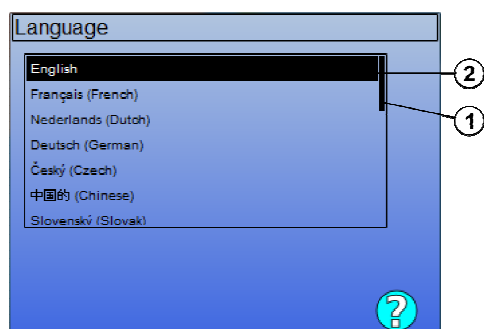 Language
English
Français (French)
Nederlands (Dutch)
Deutsch (German)
Český (Czech)
中国的 (Chinese)
Slovenský (Slovak)
2
1
?